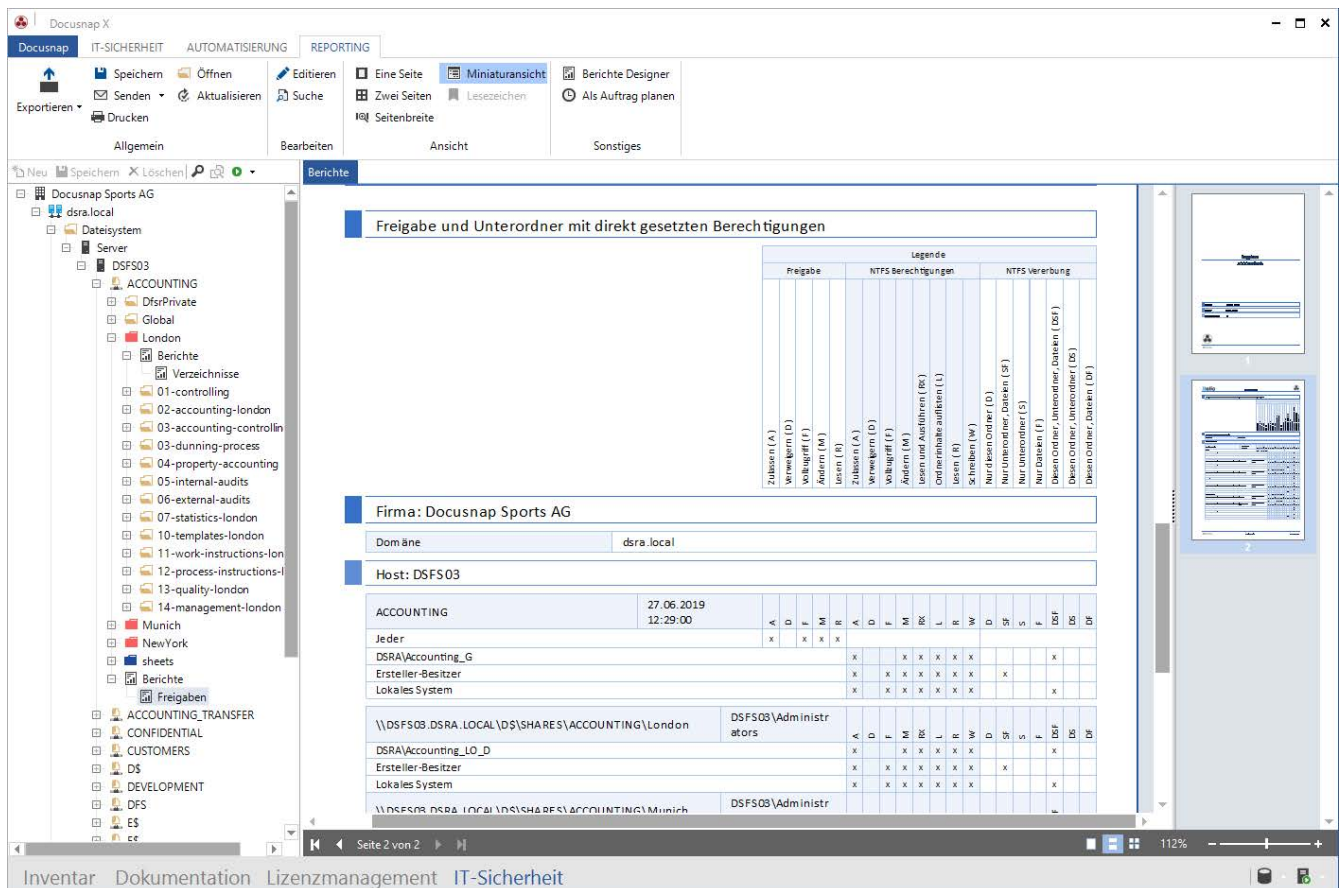 Docusnap X
Docusnap IT-SICHERHEIT AUTOMATISIERUNG REPORTING
Exportieren
Speichern Öffnen
Senden Aktualisieren
Drucken
Allgemein
Editieren
Suche
Bearbeiten
Eine Seite Miniaturansicht
Zwei Seiten Lesezeichen
Seitenbreite
Ansicht
Berichte Designer
Als Auftrag planen
Sonstiges
Neu Speichern Löschen
Docusnap Sports AG
dsra.local
Dateisystem
Server
DSFS03
ACCOUNTING
DfsrPrivate
Global
London
Berichte
Verzeichnisse
01-controlling
02-accounting-london
03-accounting-controllin
03-dunning-process
04-property-accounting
05-internal-audits
06-external-audits
07-statistics-london
10-templates-london
11-work-instructions-lon
12-process-instructions-l
13-quality-london
14-management-london
Munich
NewYork
sheets
Berichte
Freigaben
ACCOUNTING_TRANSFER
CONFIDENTIAL
CUSTOMERS
D$
DEVELOPMENT
DFS
E$
Berichte
Freigabe und Unterordner mit direkt gesetzten Berechtigungen
Legende
Freigabe NTFS Berechtigungen NTFS Vererbung
Zulassen (A)
Verweigern (D)
Vollzugriff (F)
Ändern (M)
Lesen (R)
Zulassen (A)
Verweigern (D)
Vollzugriff (F)
Ändern (M)
Lesen und Ausführen (RX)
Ordnerinhalte auflisten (L)
Lesen (R)
Schreiben (W)
Nur diesen Ordner (D)
Nur Unterordner, Dateien (SF)
Nur Unterordner (S)
Nur Dateien (F)
Diesen Ordner, Unterordner, Dateien (DSF)
Diesen Ordner, Unterordner (DS)
Diesen Ordner, Dateien (DF)
Firma: Docusnap Sports AG
Domäne dsra.local
Host: DSFS03
ACCOUNTING 27.06.2019 12:29:00 A D F M R A D F M RX L R W D SF S F DSF DS DF
Jeder x x x x
DSRA\Accounting_G x x x x x x x
Ersteller-Besitzer x x x x x x x x
Lokales System x x x x x x x x
\\DSFS03.DSRA.LOCAL\D$\SHARES\ACCOUNTING\London DSFS03\Administrators A D F M RX L R W D SF S F DSF DS DF
DSRA\Accounting_LO_D x x x x x x x
Ersteller-Besitzer x x x x x x x x
Lokales System x x x x x x x x
\\DSFS03.DSRA.LOCAL\D$\SHARES\ACCOUNTING\Munich DSFS03\Administr
1
2
Seite 2 von 2
112%
Inventar Dokumentation Lizenzmanagement IT-Sicherheit